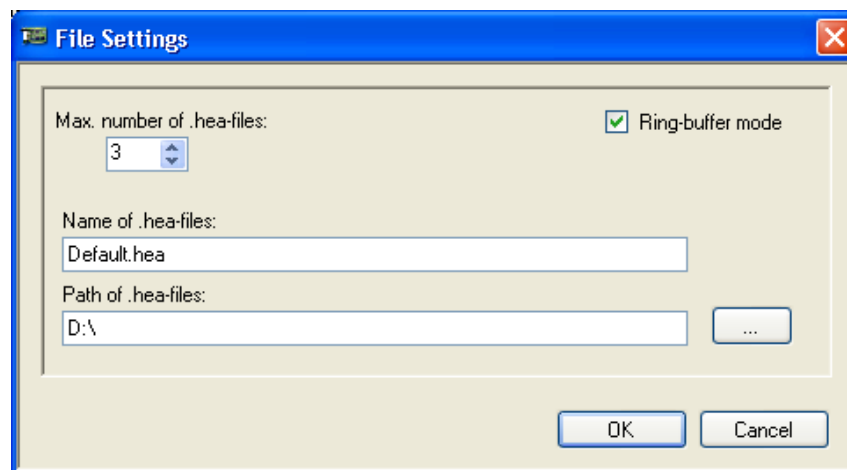 File Settings
Max. number of .hea-files:
Ring-buffer mode
3
Name of .hea-files:
Default.hea
Path of .hea-files:
D:\
...
OK
Cancel